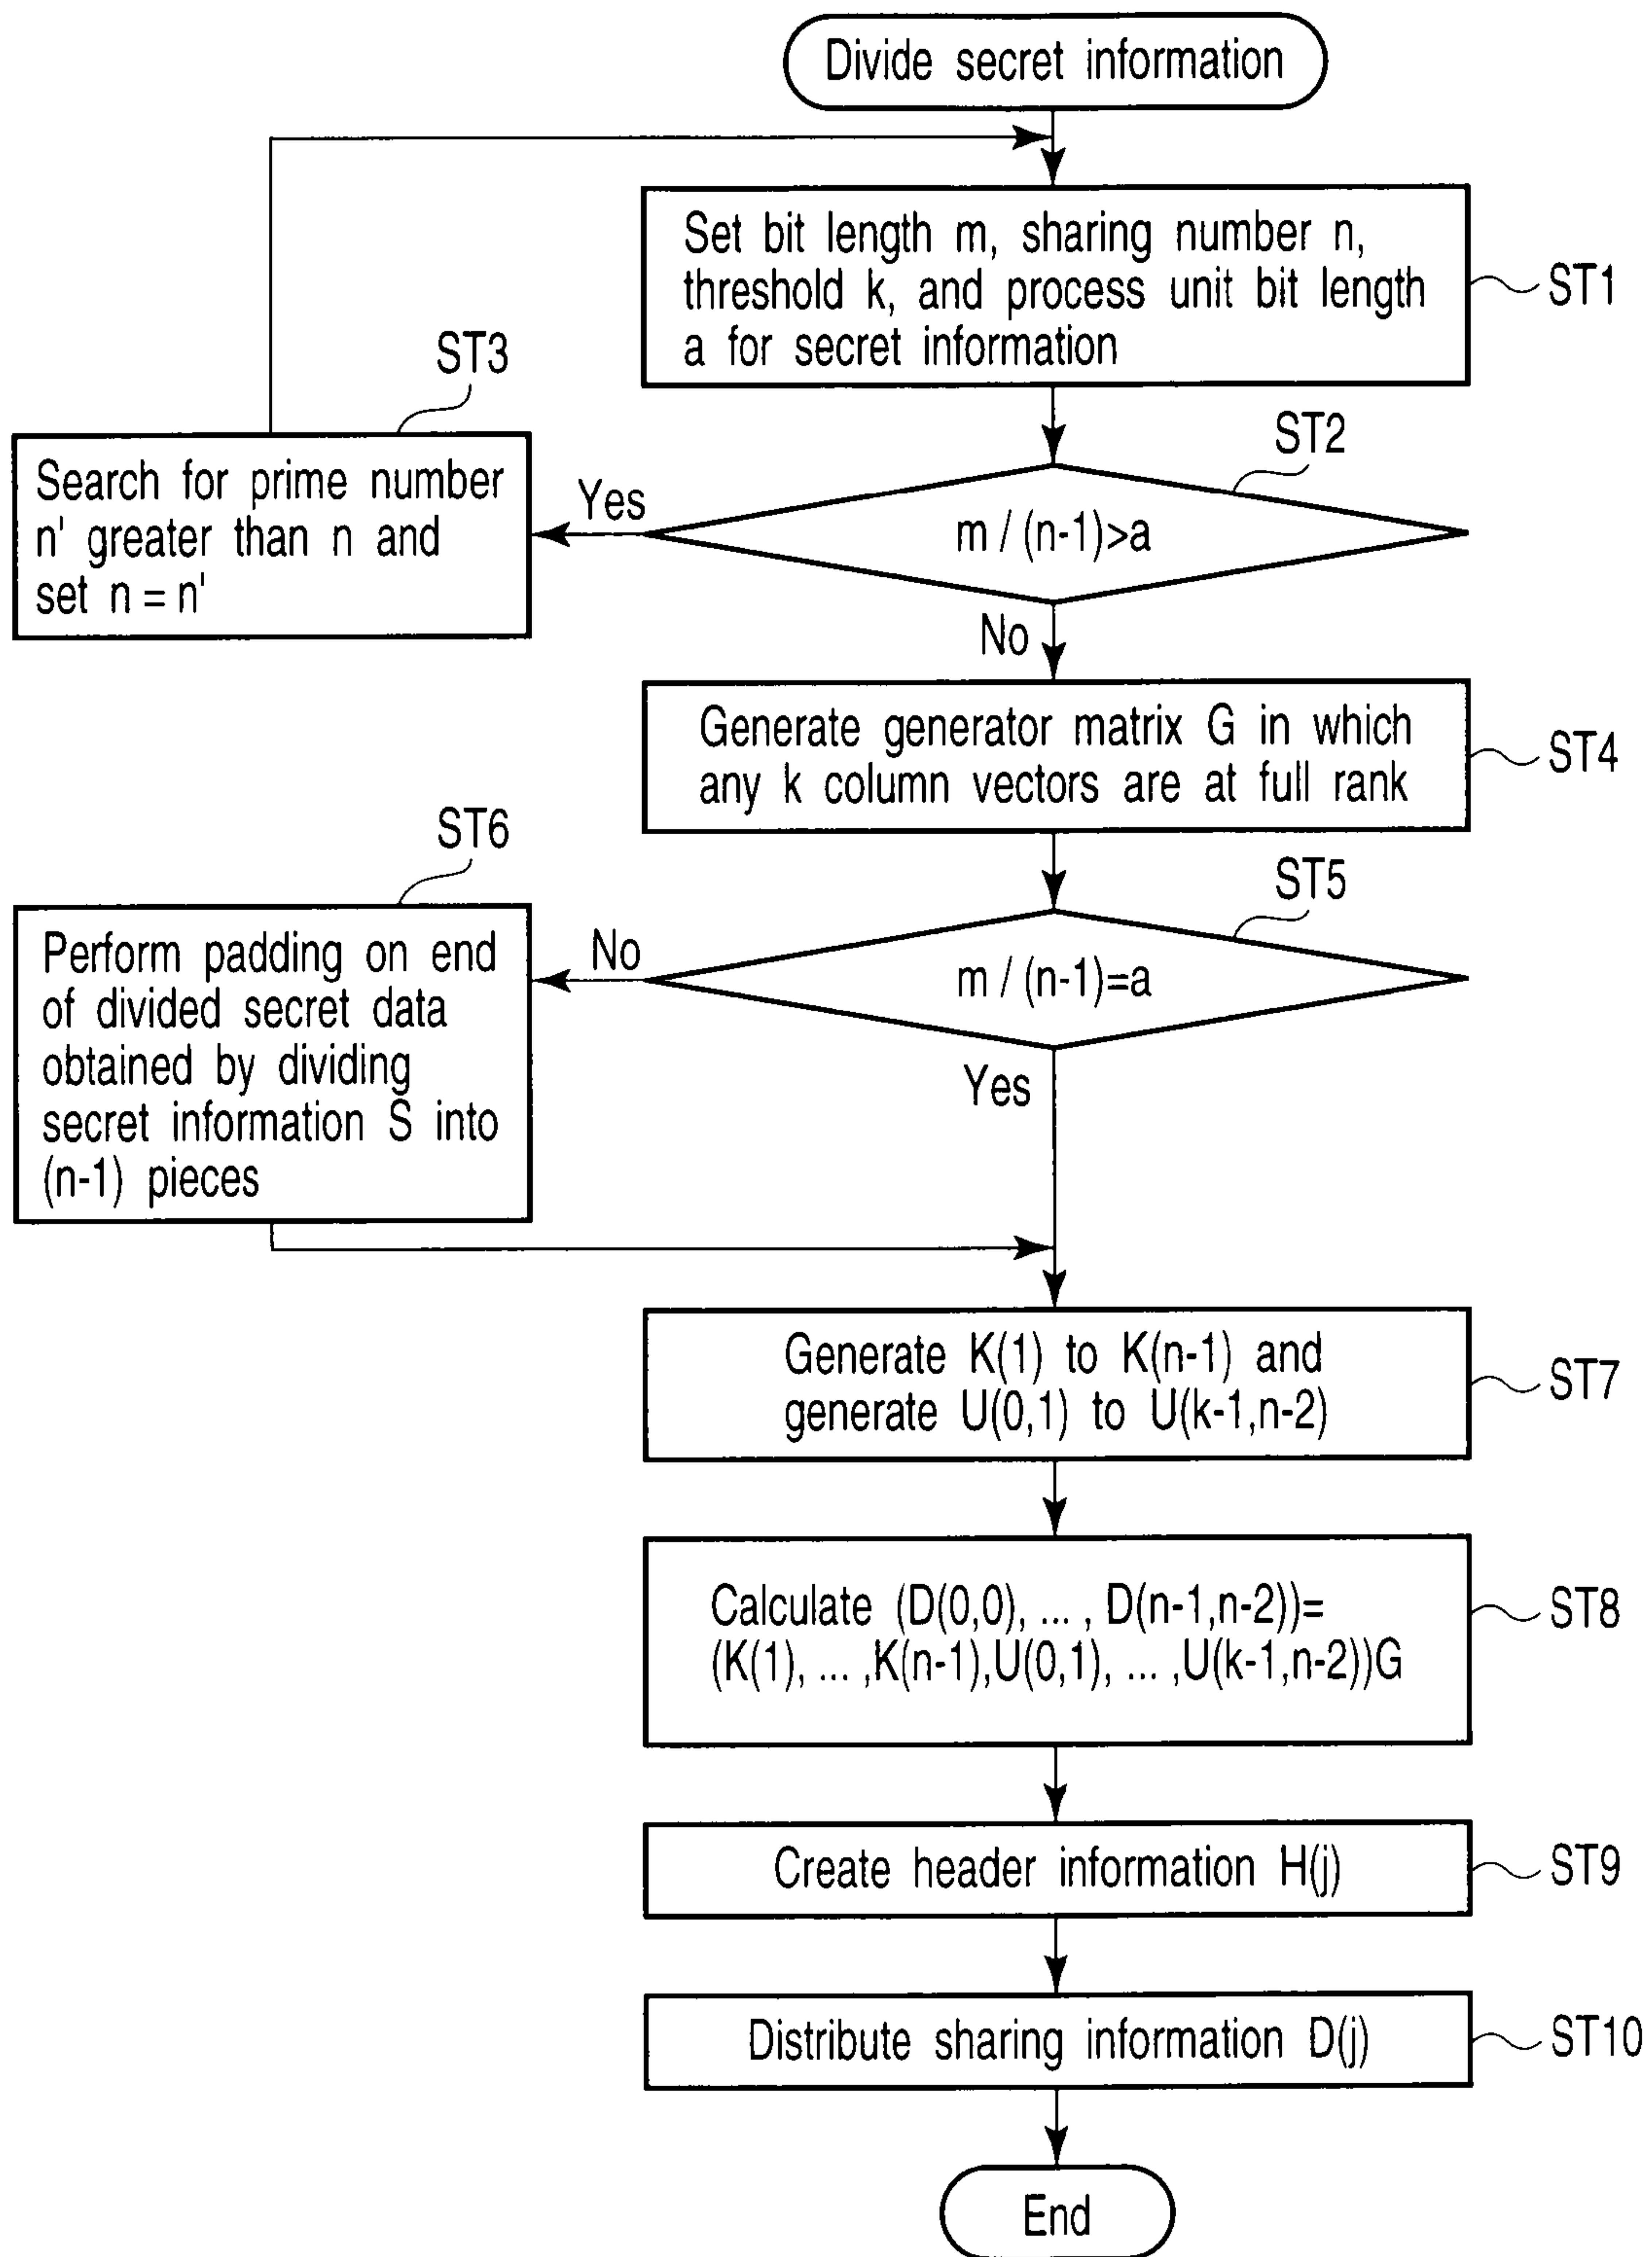 Divide secret information
Set bit length m, sharing number n,
threshold k, and process unit bit length
a for secret information
ST1
ST3
Search for prime number
n' greater than n and
set n = n'
Yes
ST2
m / (n-1)>a
No
Generate generator matrix G in which
any k column vectors are at full rank
ST4
ST6
Perform padding on end
of divided secret data
obtained by dividing
secret information S into
(n-1) pieces
No
ST5
m / (n-1)=a
Yes
Generate K(1) to K(n-1) and
generate U(0,1) to U(k-1,n-2)
ST7
Calculate (D(0,0), ... , D(n-1,n-2))=
(K(1), ... ,K(n-1),U(0,1), ... ,U(k-1,n-2))G
ST8
Create header information H(j)
ST9
Distribute sharing information D(j)
ST10
End